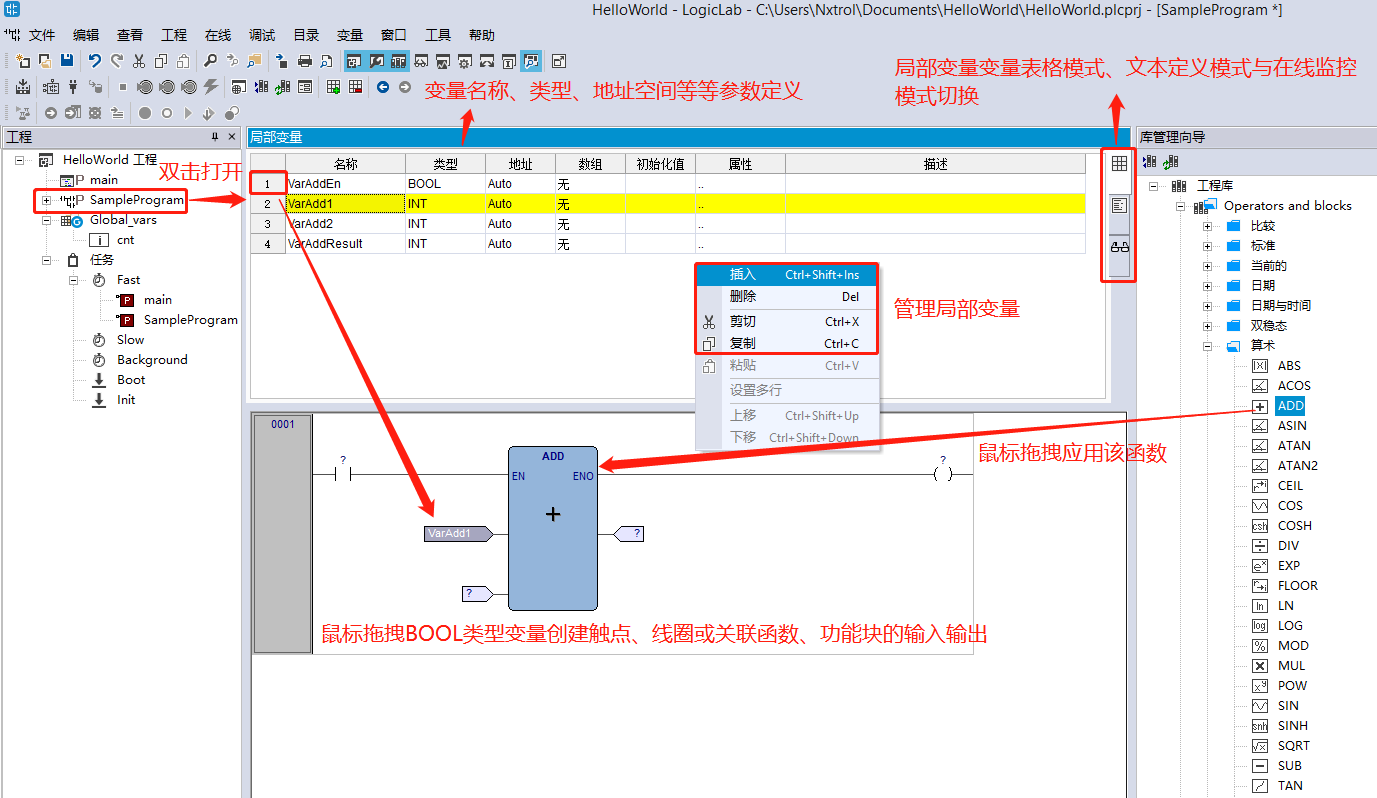 HelloWorld - LogicLab - C:\Users\Nxtrol\Documents\HelloWorld\HelloWorld.plcprj - [SampleProgram *]
文件 编辑 查看 工程 在线 调试 目录 变量 窗口 工具 帮助
变量名称、类型、地址空间等等参数定义
局部变量变量表格模式、文本定义模式与在线监控
模式切换
工程
HelloWorld 工程
main
SampleProgram
Global_vars
cnt
任务
Fast
main
SampleProgram
Slow
Background
Boot
Init
双击打开
局部变量
名称 类型 地址 数组 初始化值 属性 描述
1 VarAddEn BOOL Auto 无 ..
2 VarAdd1 INT Auto 无 ..
3 VarAdd2 INT Auto 无 ..
4 VarAddResult INT Auto 无 ..
插入 Ctrl+Shift+Ins
删除 Del
剪切 Ctrl+X
复制 Ctrl+C
粘贴 Ctrl+V
设置多行
上移 Ctrl+Shift+Up
下移 Ctrl+Shift+Down
管理局部变量
0001
?
ADD
EN ENO
+
VarAdd1
?
?
?
鼠标拖拽应用该函数
鼠标拖拽BOOL类型变量创建触点、线圈或关联函数、功能块的输入输出
库管理向导
工程库
Operators and blocks
比较
标准
当前的
日期
日期与时间
双稳态
算术
ABS
ACOS
ADD
ASIN
ATAN
ATAN2
CEIL
COS
COSH
DIV
EXP
FLOOR
LN
LOG
MOD
MUL
POW
SIN
SINH
SQRT
SUB
TAN